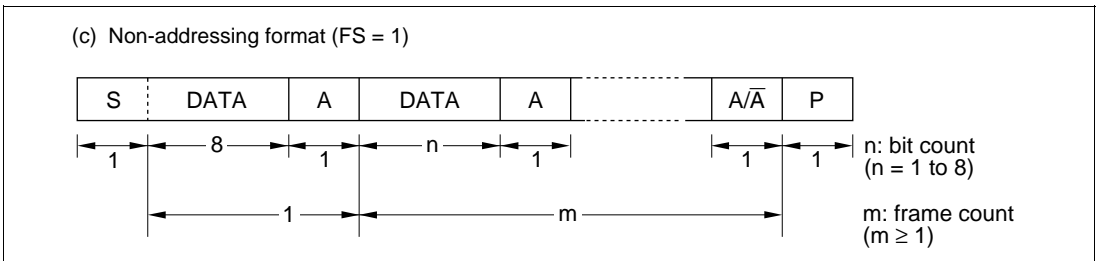 (c) Non-addressing format (FS = 1)
S DATA A DATA A A/A̅ P
1 8 1 n 1 1 1
n: bit count
(n = 1 to 8)
1 m
m: frame count
(m ≥ 1)